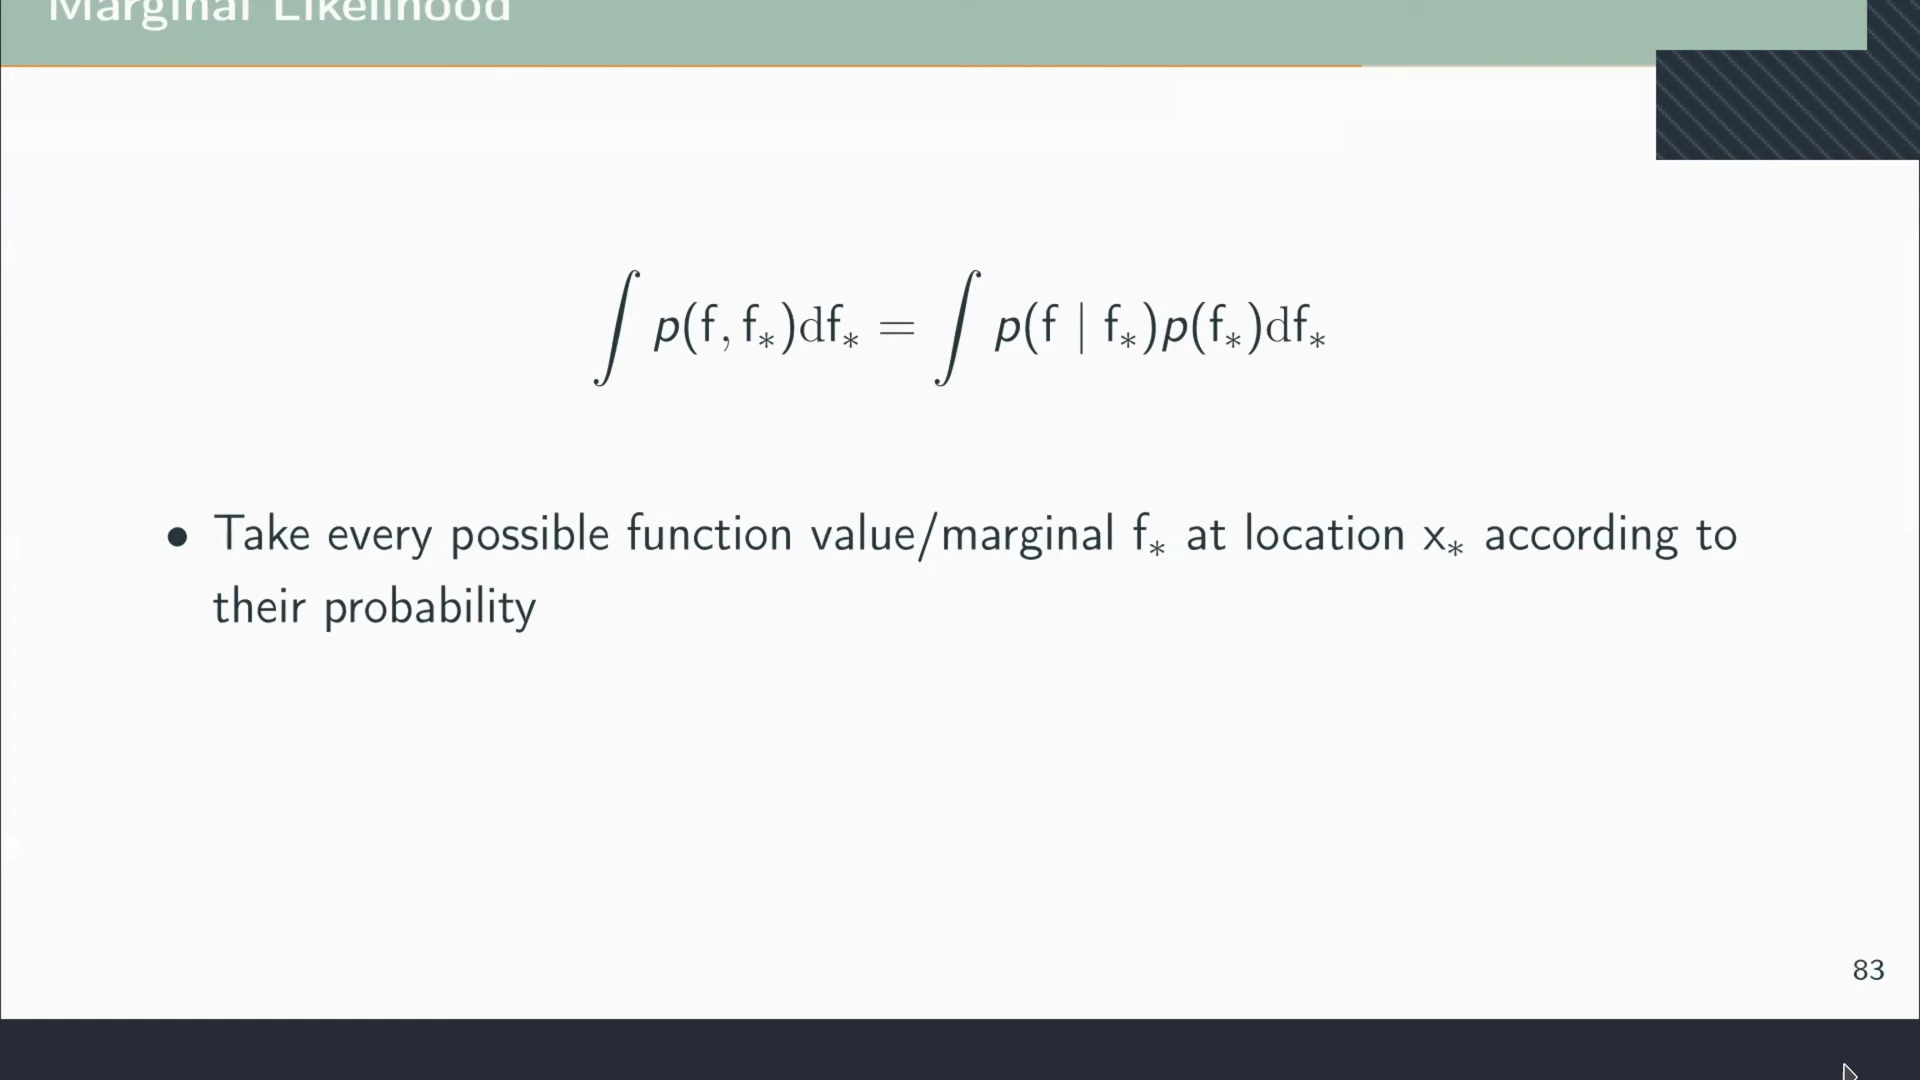 Marginal Likelihood
∫ p(f, f∗)df∗ = ∫ p(f | f∗)p(f∗)df∗
• Take every possible function value/marginal f∗ at location x∗ according to
their probability
83